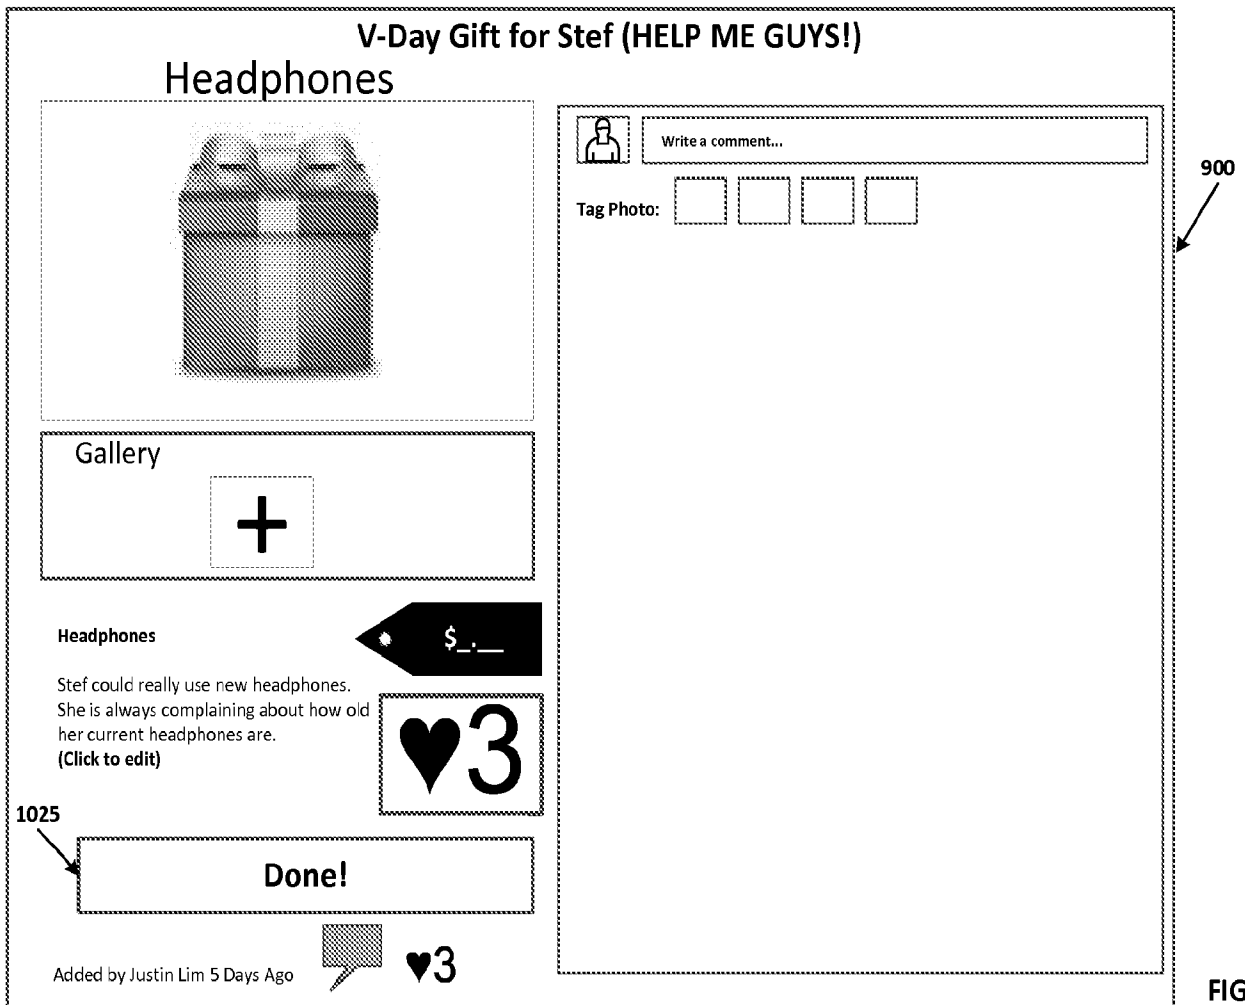 V-Day Gift for Stef (HELP ME GUYS!)
Headphones
Write a comment...
Tag Photo:
900
Gallery
+
Headphones
$_.__
Stef could really use new headphones.
She is always complaining about how old
her current headphones are.
(Click to edit)
♥3
1025
Done!
Added by Justin Lim 5 Days Ago
♥3
FIG